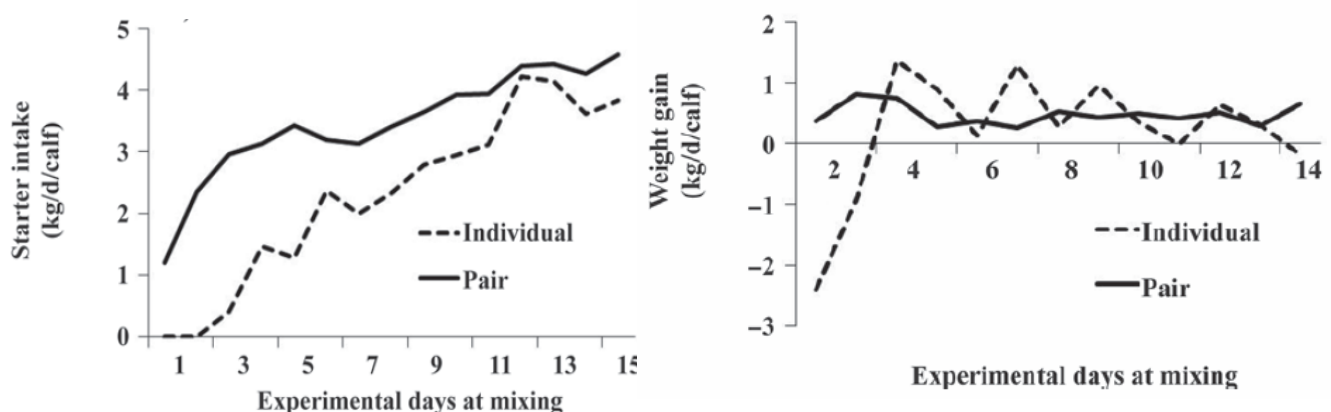 Starter intake
(kg/d/calf)
5
4
3
2
1
0
Individual
Pair
1 3 5 7 9 11 13 15
Experimental days at mixing
Weight gain
(kg/d/calf)
2
1
0
–1
–2
–3
2 4 6 8 10 12 14
Individual
Pair
Experimental days at mixing